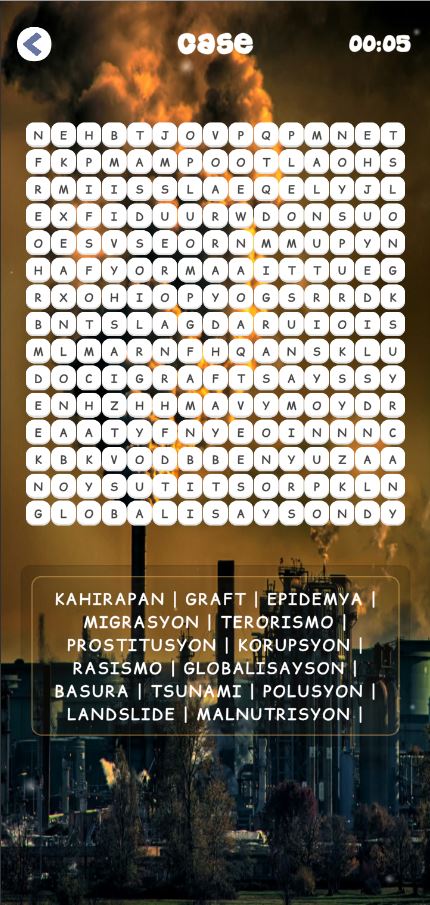 case 00:05
N E H B T J O V P Q P M N E T
F K P M A M P O O T L A O H S
R M I I S S L A E Q E L Y J L
E X F I D U U R W D O N S U O
O E S V S E O R N M M U P Y N
H A F Y O R M A A I T T U E G
R X O H I O P Y O G S R R D K
B N T S L A G D A R U I O I S
M L M A R N F H Q A N S K L U
D O C I G R A F T S A Y S S Y
E N H Z H H M A V Y M O Y D R
E A A T Y F N Y E O I N N N C
K B K V O D B B E N Y U Z A A
N O Y S U T I T S O R P K L N
G L O B A L I S A Y S O N D Y
KAHIRAPAN | GRAFT | EPIDEMYA |
MIGRASYON | TERORISMO |
PROSTITUSYON | KORUPSYON |
RASISMO | GLOBALISAYSON |
BASURA | TSUNAMI | POLUSYON |
LANDSLIDE | MALNUTRISYON |